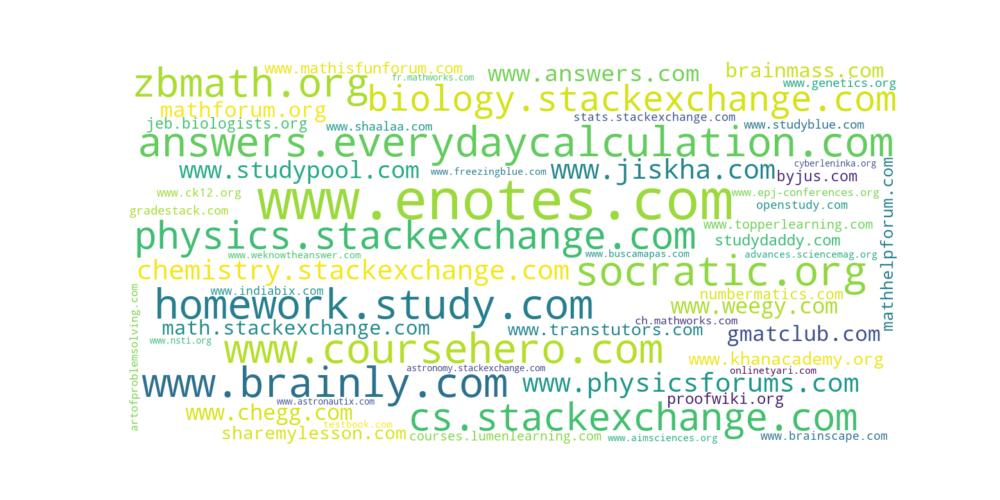 www.mathisfunforum.com
zbmath.org
fr.mathworks.com
www.answers.com
brainmass.com
www.genetics.org
biology.stackexchange.com
mathforum.org
stats.stackexchange.com
jeb.biologists.org
www.shaalaa.com
www.studyblue.com
answers.everydaycalculation.com
cyberleninka.org
www.studypool.com
www.freezingblue.com
www.jiskha.com
byjus.com
mathhelpforum.com
www.ck12.org
www.enotes.com
www.epj-conferences.org
openstudy.com
gradestack.com
www.topperlearning.com
physics.stackexchange.com
studydaddy.com
www.weknowtheanswer.com
www.buscamapas.com
advances.sciencemag.org
chemistry.stackexchange.com
socratic.org
www.indiabix.com
numbermatics.com
homework.study.com
www.weegy.com
artofproblemsolving.com
ch.mathworks.com
math.stackexchange.com
www.transtutors.com
gmatclub.com
www.nsti.org
www.coursehero.com
www.khanacademy.org
astronomy.stackexchange.com
onlinetyari.com
www.brainly.com
www.physicsforums.com
www.astronautix.com
proofwiki.org
www.chegg.com
cs.stackexchange.com
testbook.com
sharemylesson.com
courses.lumenlearning.com
www.aimsciences.org
www.brainscape.com